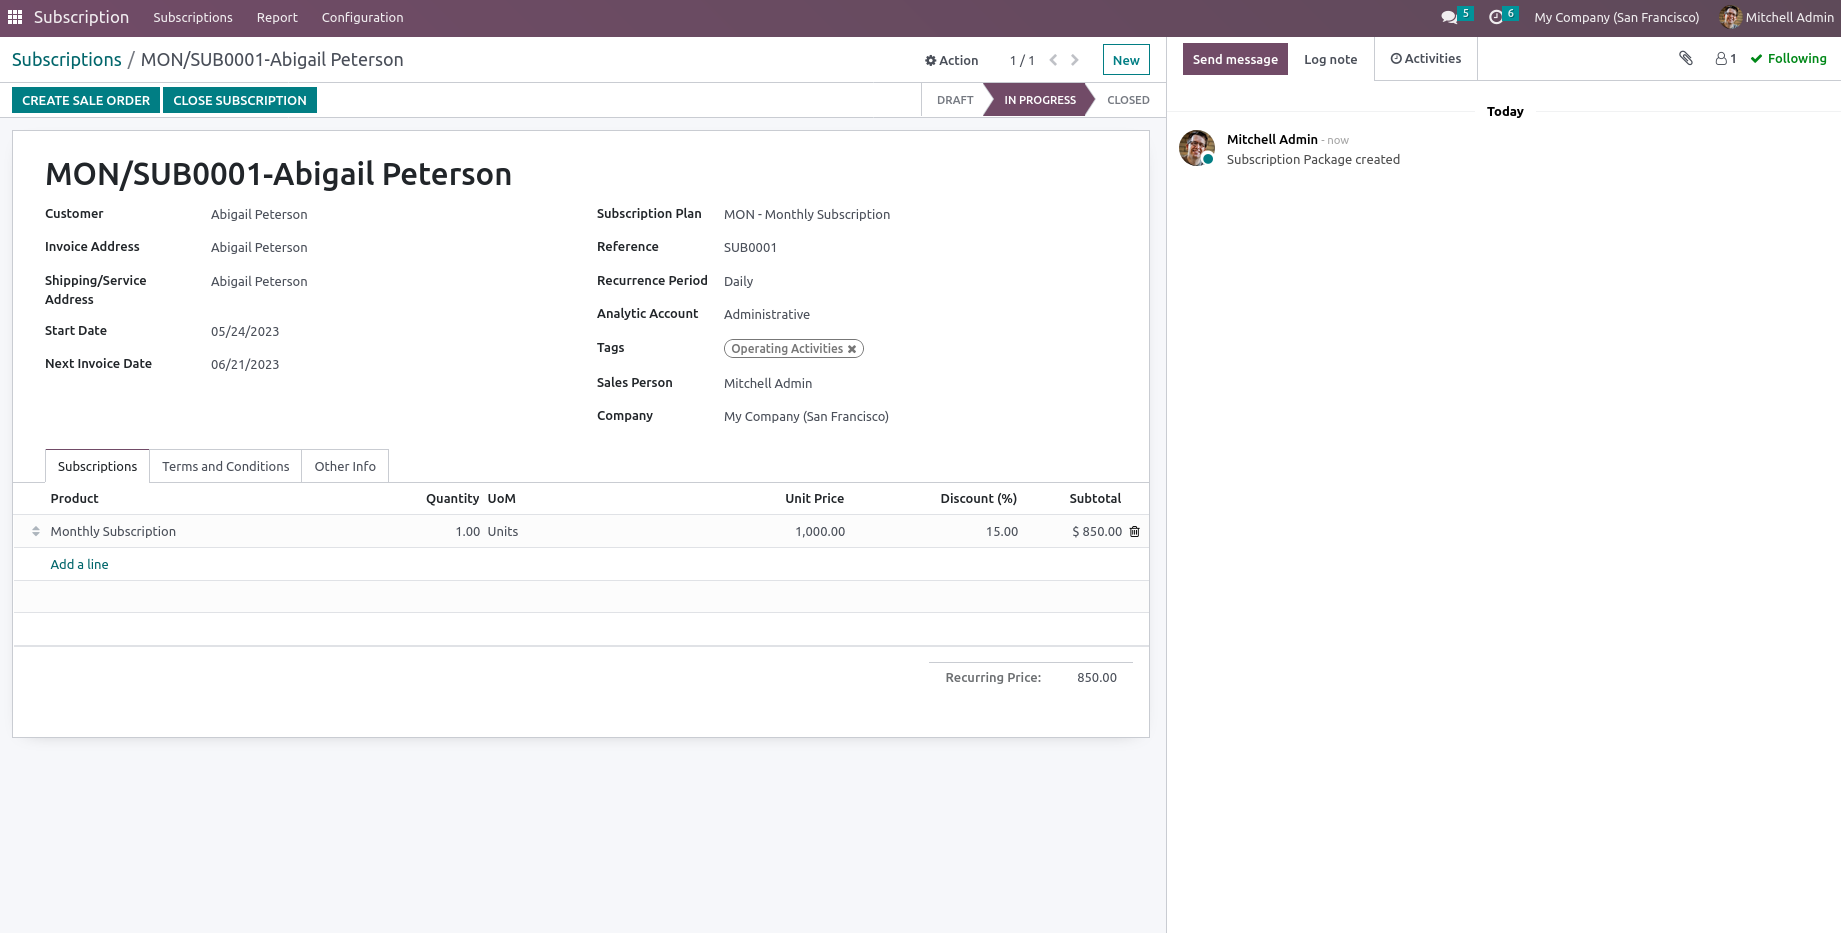 Subscription Subscriptions Report Configuration 5 6 My Company (San Francisco) Mitchell Admin
Subscriptions / MON/SUB0001-Abigail Peterson Action 1 / 1 New
Send message Log note Activities 1 Following
CREATE SALE ORDER CLOSE SUBSCRIPTION DRAFT IN PROGRESS CLOSED
Today
Mitchell Admin - now
Subscription Package created
MON/SUB0001-Abigail Peterson
Customer Abigail Peterson
Invoice Address Abigail Peterson
Shipping/Service Address Abigail Peterson
Start Date 05/24/2023
Next Invoice Date 06/21/2023
Subscription Plan MON - Monthly Subscription
Reference SUB0001
Recurrence Period Daily
Analytic Account Administrative
Tags Operating Activities
Sales Person Mitchell Admin
Company My Company (San Francisco)
Subscriptions Terms and Conditions Other Info
Product Quantity UoM Unit Price Discount (%) Subtotal
Monthly Subscription 1.00 Units 1,000.00 15.00 $ 850.00
Add a line
Recurring Price: 850.00